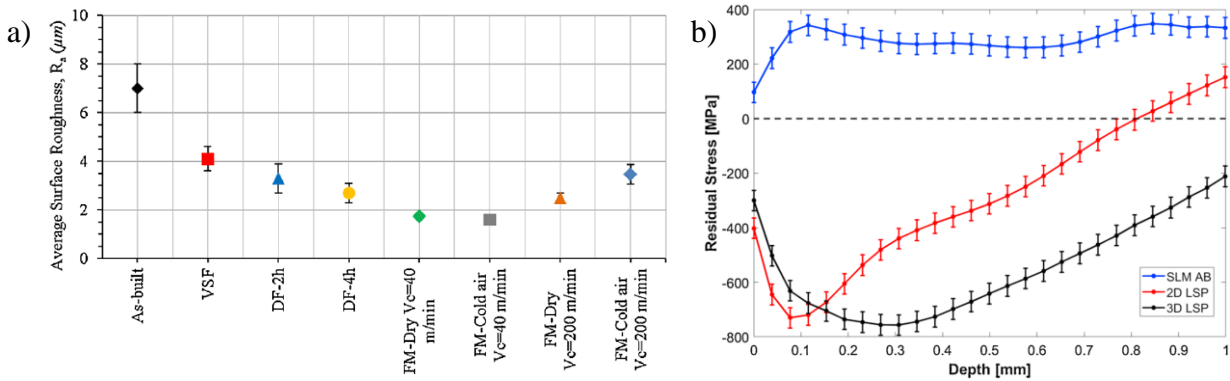 a)
Average Surface Roughness, Ra (μm)
10
8
6
4
2
0
As-built
VSF
DF-2h
DF-4h
FM-Dry Vc=40
m/min
FM-Cold air
Vc=40 m/min
FM-Dry
Vc=200 m/min
FM-Cold air
Vc=200 m/min
b)
Residual Stress [MPa]
400
200
0
-200
-400
-600
-800
SLM AB
2D LSP
3D LSP
0 0.1 0.2 0.3 0.4 0.5 0.6 0.7 0.8 0.9 1
Depth [mm]